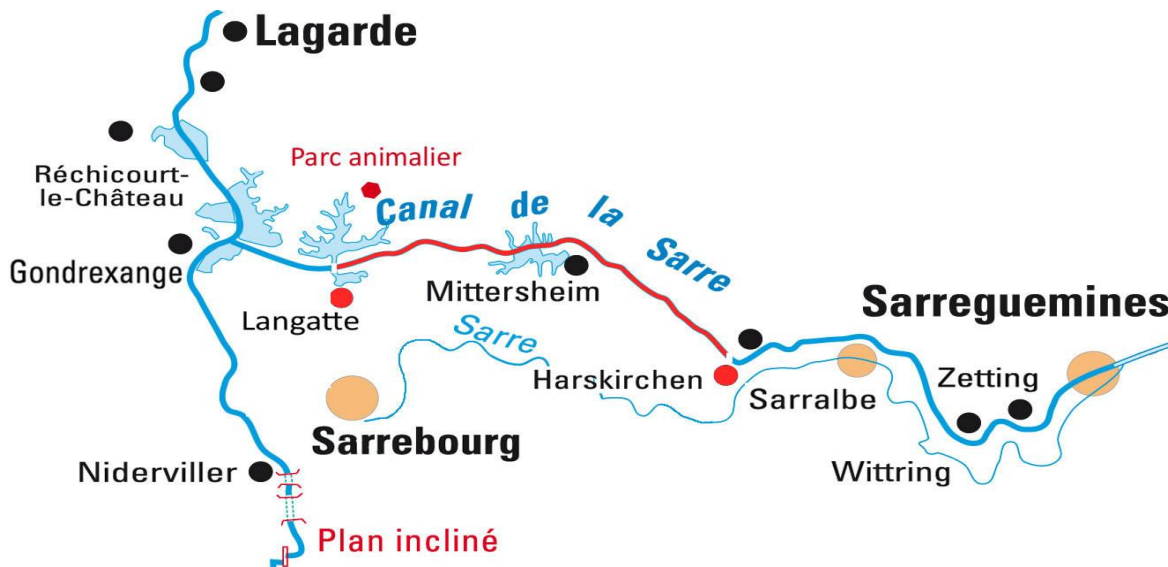 Lagarde
Parc animalier
Réchicourt-
le-Château
Canal de la Sarre
Gondrexange
Mittersheim
Langatte
Sarreguemines
Sarre
Harskirchen
Zetting
Sarralbe
Sarrebourg
Niderviller
Wittring
Plan incliné